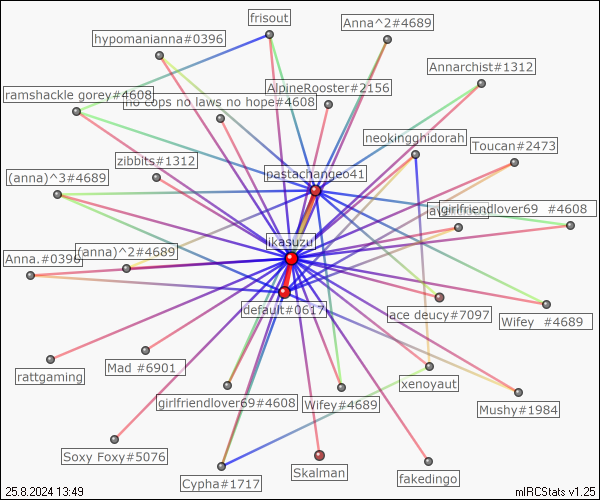 frisout
Anna^2#4689
hypomanianna#0396
Annarchist#1312
AlpineRooster#2156
ramshackle gorey#4608
no cops no laws no hope#4608
neokingghidorah
Toucan#2473
zibbits#1312
pastachangeo41
(anna)^3#4689
girlfriendlover69 #4608
ikasuzu
(anna)^2#4689
Anna.#0396
default#0617
ace deucy#7097
Wifey #4689
Mad #6901
rattgaming
xenoyaut
girlfriendlover69#4608
Wifey#4689
Mushy#1984
Soxy Foxy#5076
Skalman
fakedingo
Cypha#1717
25.8.2024 13:49
mIRCStats v1.25